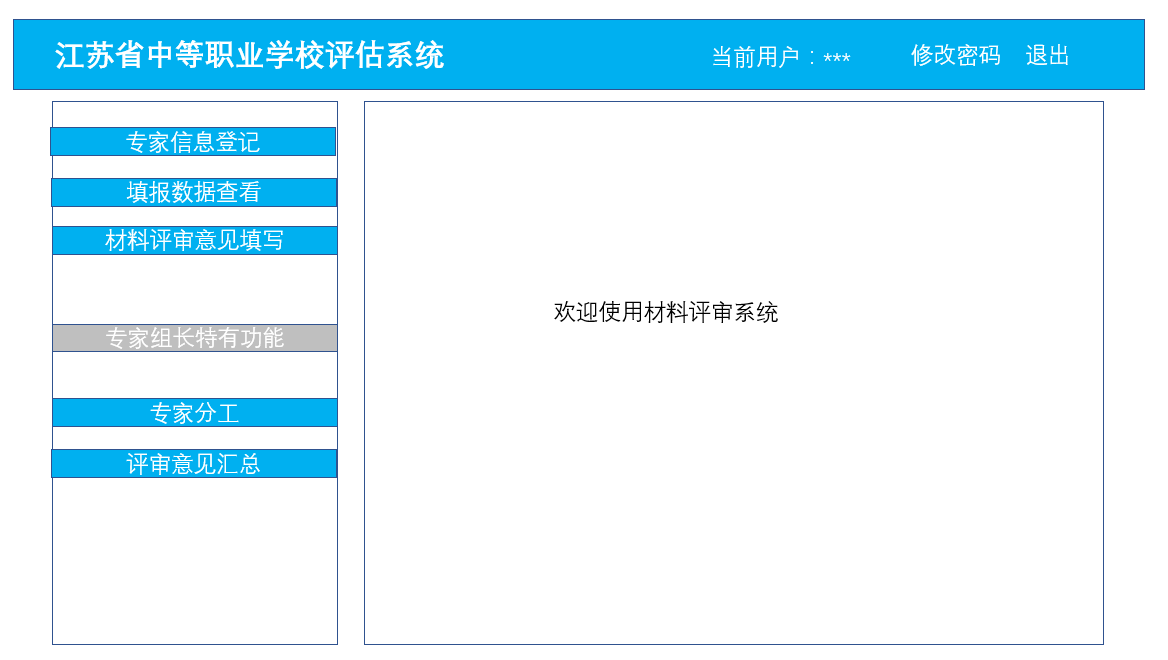 江苏省中等职业学校评估系统
当前用户：***
修改密码
退出
专家信息登记
填报数据查看
材料评审意见填写
专家组长特有功能
专家分工
评审意见汇总
欢迎使用材料评审系统